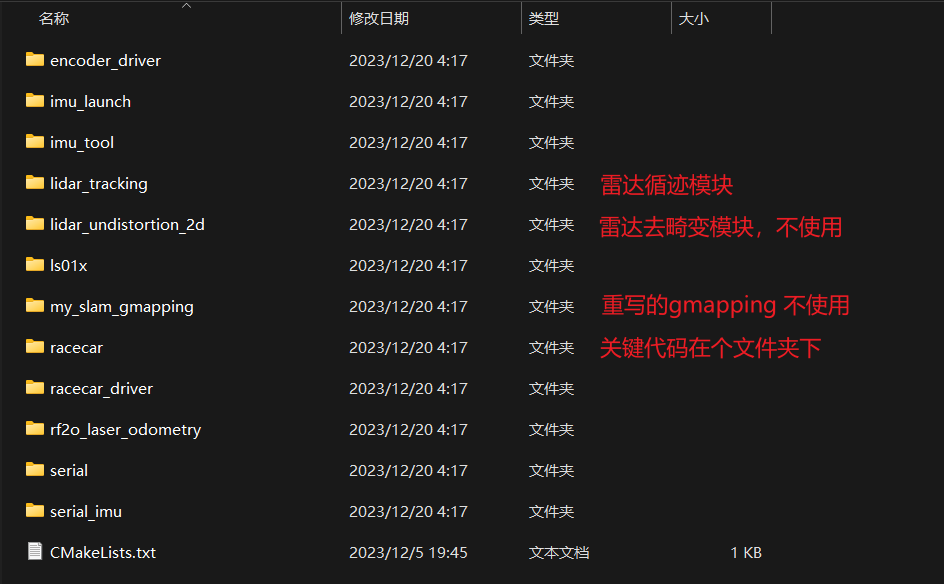 名称 修改日期 类型 大小
encoder_driver 2023/12/20 4:17 文件夹
imu_launch 2023/12/20 4:17 文件夹
imu_tool 2023/12/20 4:17 文件夹
lidar_tracking 2023/12/20 4:17 文件夹 雷达循迹模块
lidar_undistortion_2d 2023/12/20 4:17 文件夹 雷达去畸变模块，不使用
ls01x 2023/12/20 4:17 文件夹
my_slam_gmapping 2023/12/20 4:17 文件夹 重写的gmapping 不使用
racecar 2023/12/20 4:17 文件夹 关键代码在个文件夹下
racecar_driver 2023/12/20 4:17 文件夹
rf2o_laser_odometry 2023/12/20 4:17 文件夹
serial 2023/12/20 4:17 文件夹
serial_imu 2023/12/20 4:17 文件夹
CMakeLists.txt 2023/12/5 19:45 文本文档 1 KB